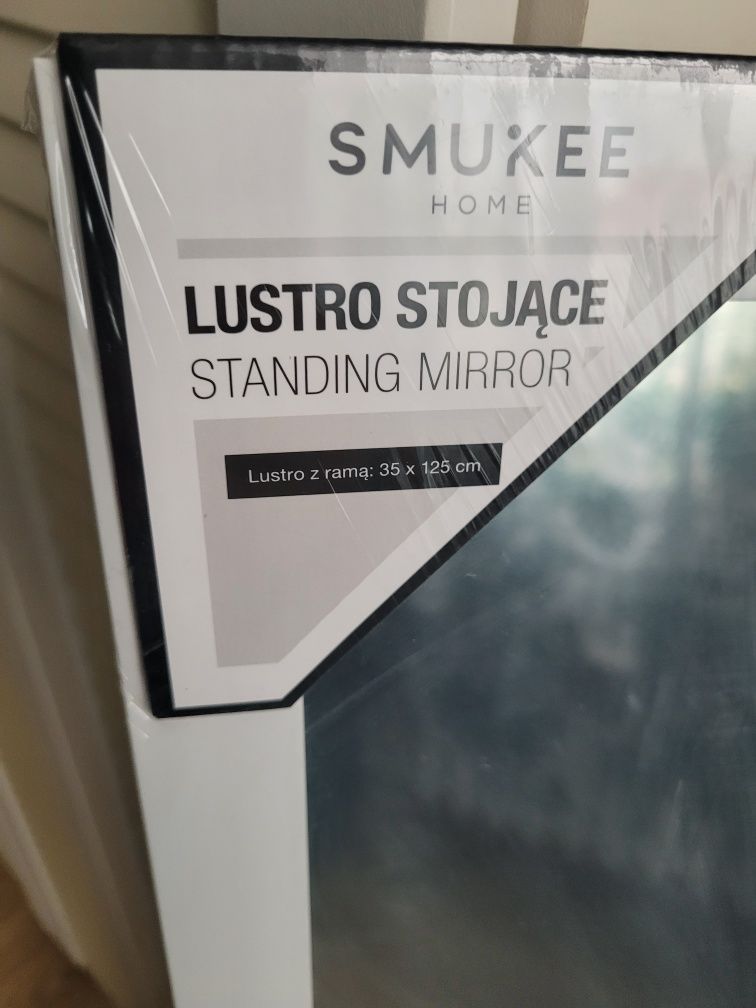 SMUKEE
HOME
LUSTRO STOJĄCE
STANDING MIRROR
Lustro z ramą: 35 x 125 cm